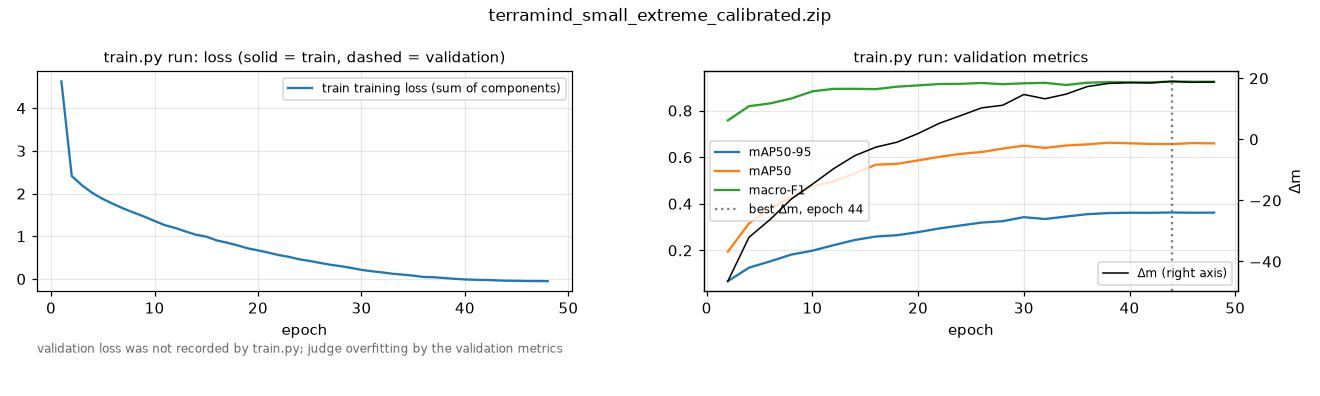 terramind_small_extreme_calibrated.zip
train.py run: loss (solid = train, dashed = validation)
train training loss (sum of components)
4
3
2
1
0
0 10 20 30 40 50
epoch
validation loss was not recorded by train.py; judge overfitting by the validation metrics
train.py run: validation metrics
mAP50-95
mAP50
macro-F1
best Δm, epoch 44
Δm (right axis)
0.8
0.6
0.4
0.2
20
0
−20
−40
Δm
0 10 20 30 40 50
epoch